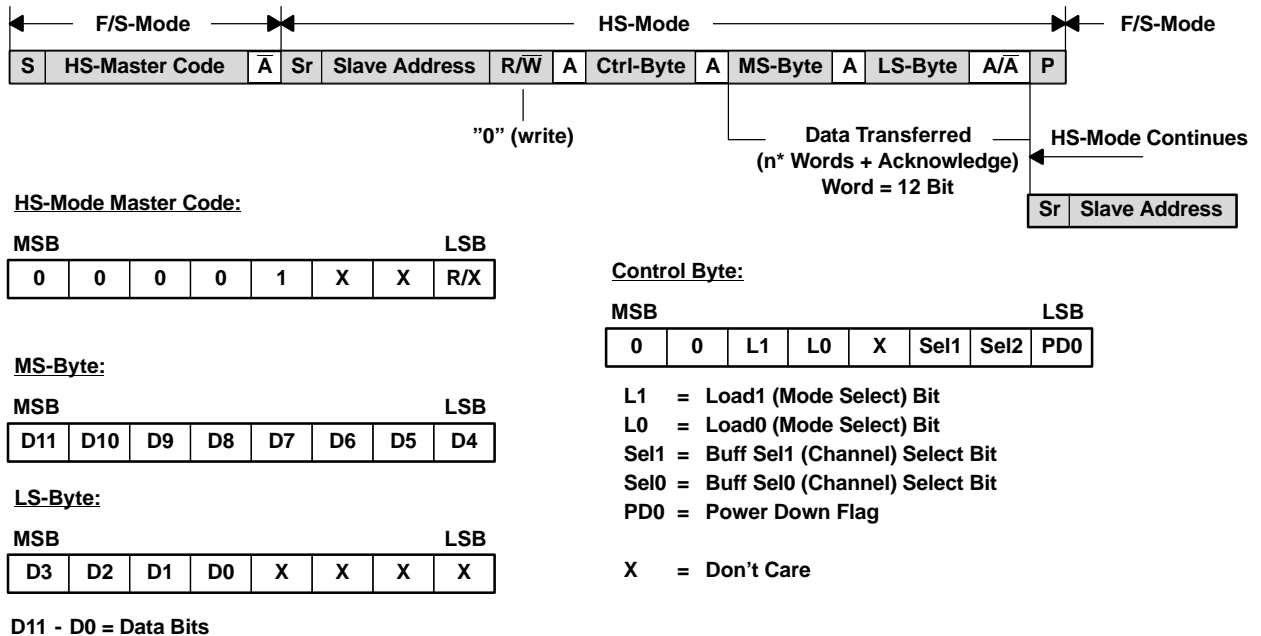 F/S-Mode HS-Mode F/S-Mode
S HS-Master Code A̅ Sr Slave Address R/W̅ A Ctrl-Byte A MS-Byte A LS-Byte A/A̅ P
”0” (write)
Data Transferred
(n* Words + Acknowledge)
Word = 12 Bit
HS-Mode Continues
Sr Slave Address
HS-Mode Master Code:
MSB LSB
0 0 0 0 1 X X R/X
MS-Byte:
MSB LSB
D11 D10 D9 D8 D7 D6 D5 D4
LS-Byte:
MSB LSB
D3 D2 D1 D0 X X X X
D11 - D0 = Data Bits
Control Byte:
MSB LSB
0 0 L1 L0 X Sel1 Sel2 PD0
L1 = Load1 (Mode Select) Bit
L0 = Load0 (Mode Select) Bit
Sel1 = Buff Sel1 (Channel) Select Bit
Sel0 = Buff Sel0 (Channel) Select Bit
PD0 = Power Down Flag
X = Don't Care